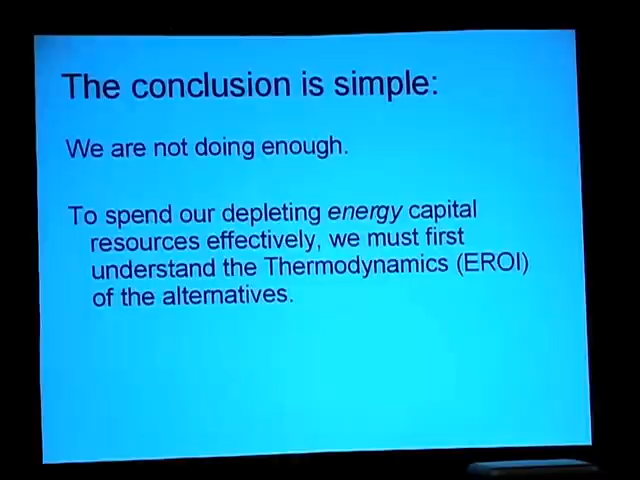 The conclusion is simple:
We are not doing enough.
To spend our depleting energy capital
resources effectively, we must first
understand the Thermodynamics (EROI)
of the alternatives.